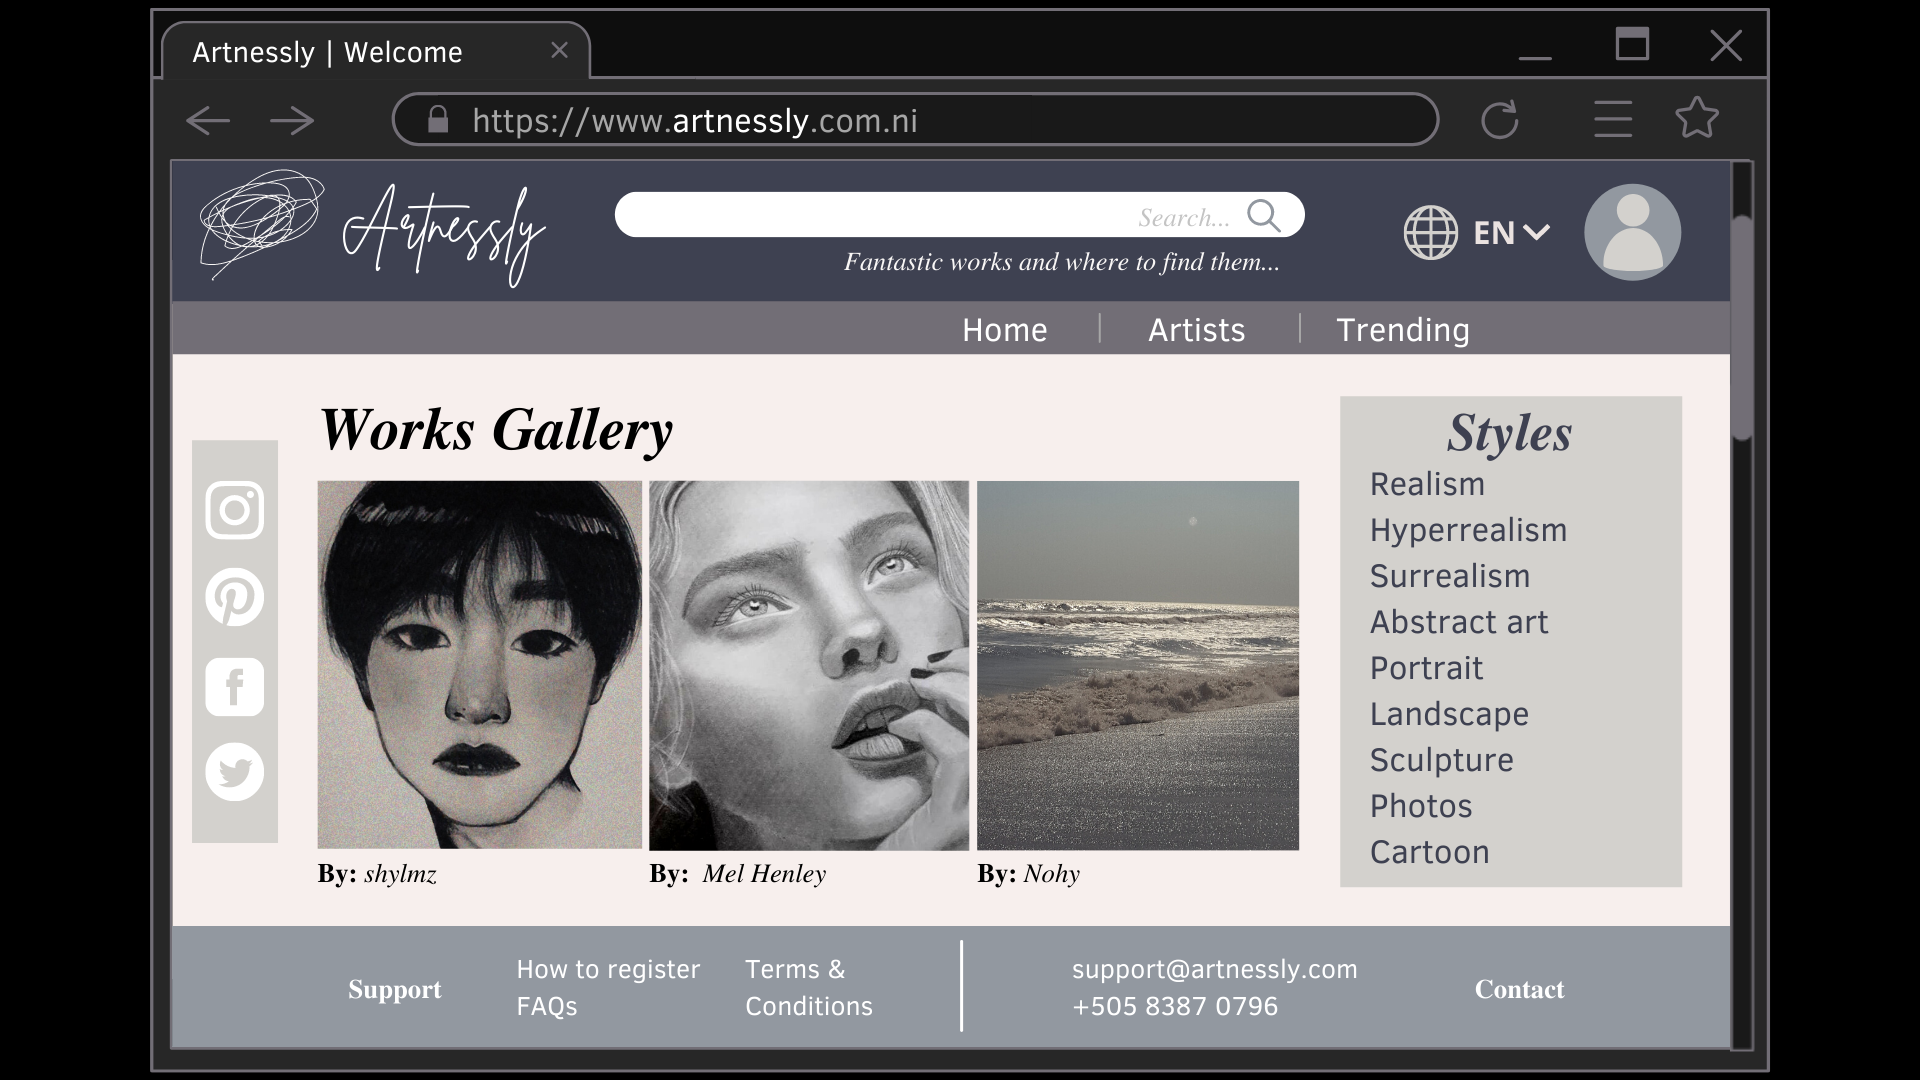 Artnessly | Welcome
https://www.artnessly.com.ni
Artnessly
Search...
EN
Fantastic works and where to find them...
Home
Artists
Trending
Works Gallery
By: shylmz
By: Mel Henley
By: Nohy
Styles
Realism
Hyperrealism
Surrealism
Abstract art
Portrait
Landscape
Sculpture
Photos
Cartoon
Support
How to register
FAQs
Terms &
Conditions
support@artnessly.com
+505 8387 0796
Contact